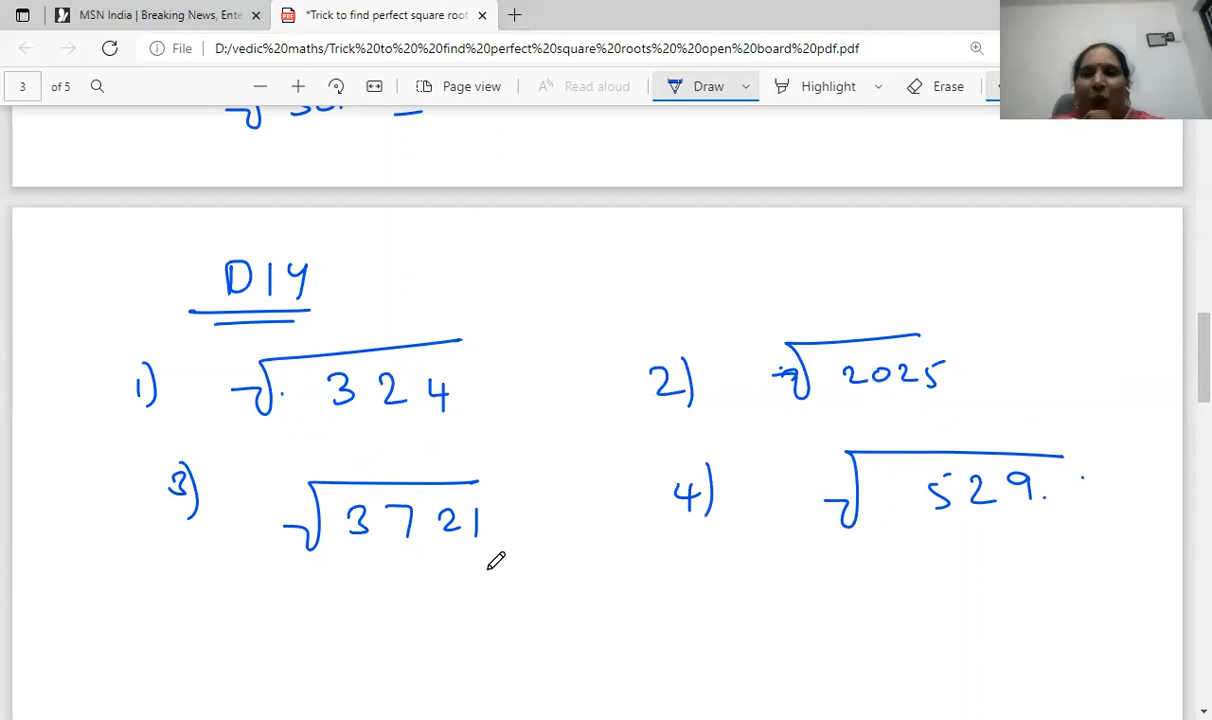 MSN India | Breaking News, Ente
*Trick to find perfect square root
File D:/vedic%20maths/Trick%20to%20%20find%20perfect%20square%20roots%20%20open%20board%20pdf.pdf
3 of 5 Page view Read aloud Draw Highlight Erase
DIY
1) √324 2) √2025
3) √3721 4) √529.